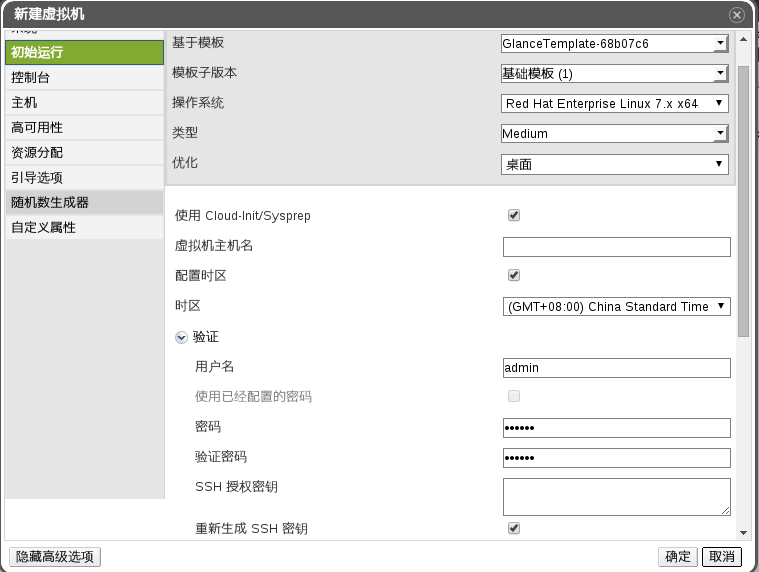 新建虚拟机
初始运行
控制台
主机
高可用性
资源分配
引导选项
随机数生成器
自定义属性
基于模板 GlanceTemplate-68b07c6
模板子版本 基础模板 (1)
操作系统 Red Hat Enterprise Linux 7.x x64
类型 Medium
优化 桌面
使用 Cloud-Init/Sysprep
虚拟机主机名
配置时区
时区 (GMT+08:00) China Standard Time
验证
用户名 admin
使用已经配置的密码
密码 ••••••
验证密码 ••••••
SSH 授权密钥
重新生成 SSH 密钥
隐藏高级选项 确定 取消